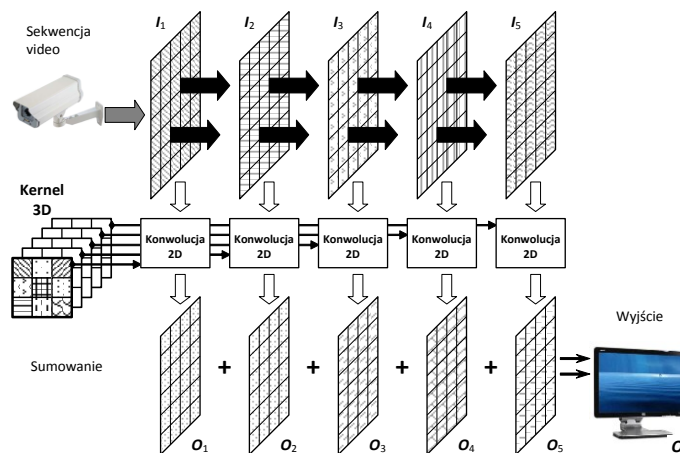 Sekwencja
video
I1 I2 I3 I4 I5
Kernel
3D
Konwolucja
2D
Konwolucja
2D
Konwolucja
2D
Konwolucja
2D
Konwolucja
2D
Sumowanie
+ + + +
Wyjście
O1 O2 O3 O4 O5
O